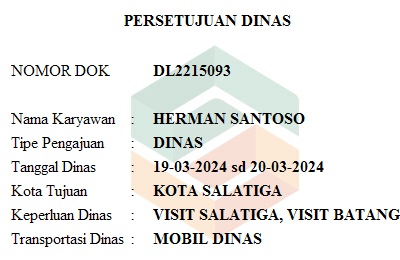 PERSETUJUAN DINAS
NOMOR DOK DL2215093
Nama Karyawan : HERMAN SANTOSO
Tipe Pengajuan : DINAS
Tanggal Dinas : 19-03-2024 sd 20-03-2024
Kota Tujuan : KOTA SALATIGA
Keperluan Dinas : VISIT SALATIGA, VISIT BATANG
Transportasi Dinas : MOBIL DINAS